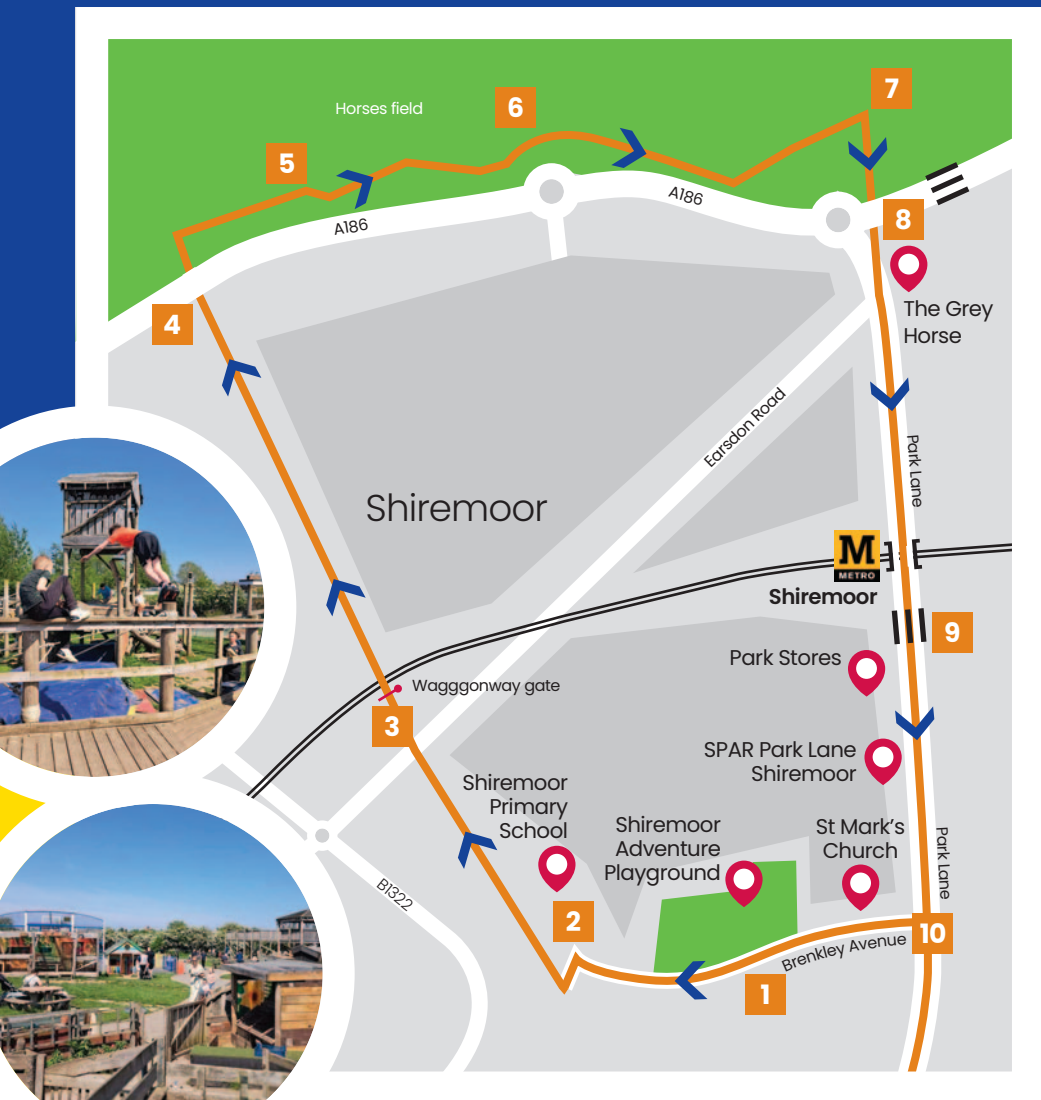 7
6
Horses field
5
8
A186
A186
The Grey
Horse
4
Earsdon Road
Park Lane
Shiremoor
M
METRO
Shiremoor
9
Park Stores
Wagggonway gate
3
SPAR Park Lane
Shiremoor
Shiremoor
Primary
School
Shiremoor
Adventure
Playground
St Mark's
Church
Park Lane
B1322
2
10
Brenkley Avenue
1